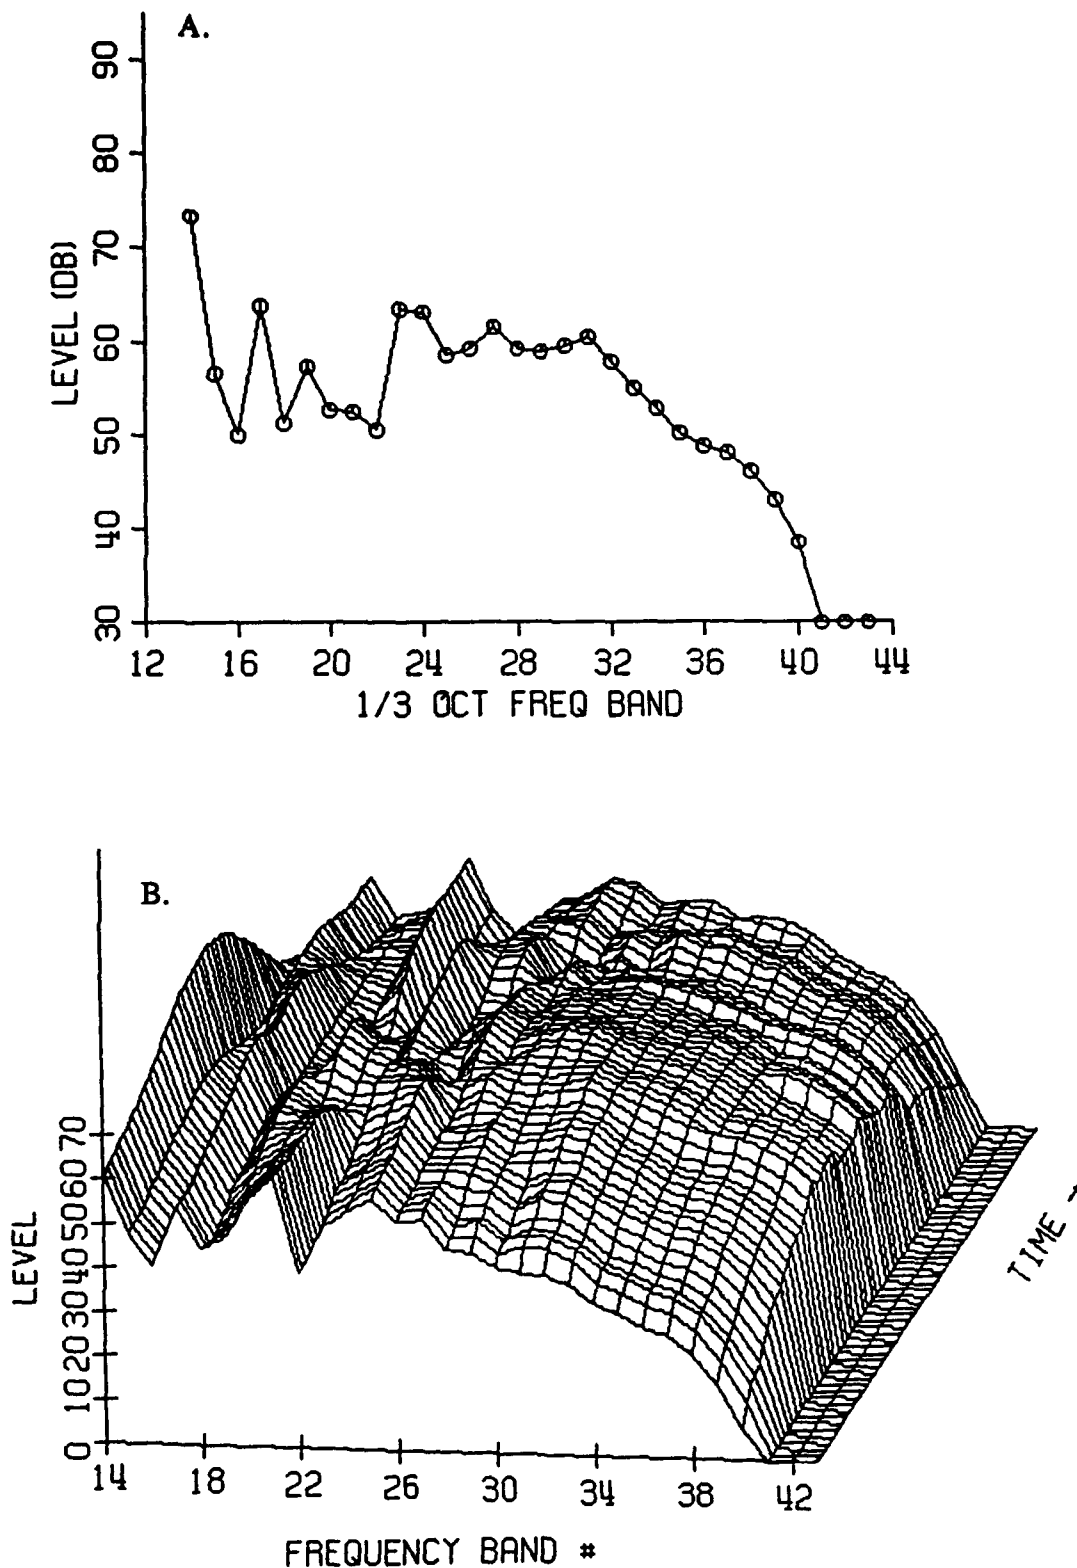 A.
90
80
70
60
50
40
30
LEVEL (DB)
12 16 20 24 28 32 36 40 44
1/3 OCT FREQ BAND
B.
70
60
50
40
30
20
10
0
LEVEL
14 18 22 26 30 34 38 42
FREQUENCY BAND #
TIME